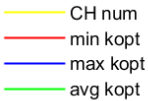 CH num
min kopt
max kopt
avg kopt